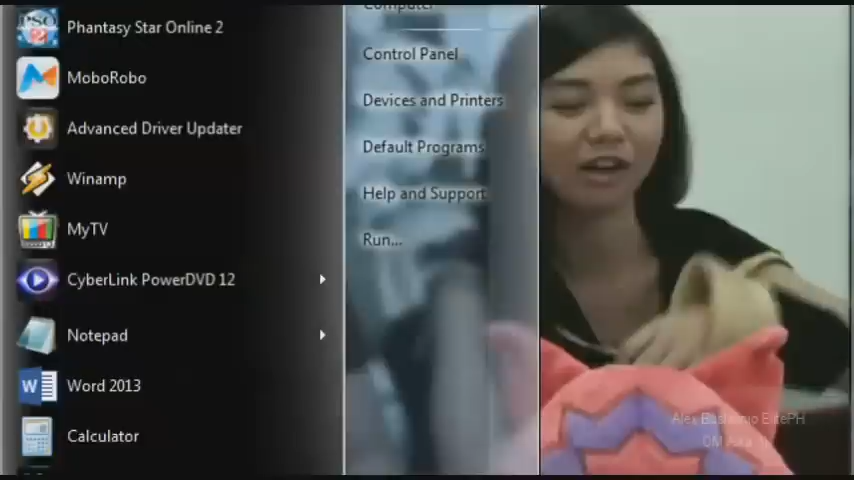 Phantasy Star Online 2
MoboRobo
Advanced Driver Updater
Winamp
MyTV
CyberLink PowerDVD 12
Notepad
Word 2013
Calculator
Computer
Control Panel
Devices and Printers
Default Programs
Help and Support
Run...